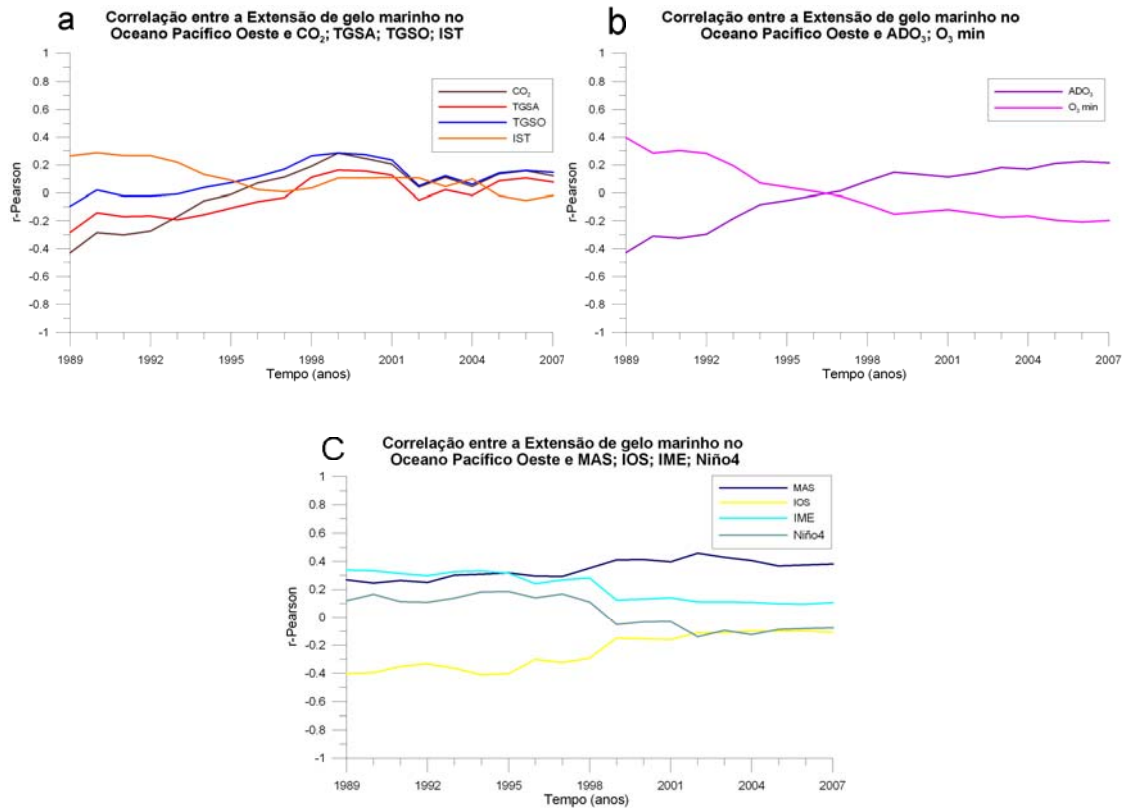 a
Correlação entre a Extensão de gelo marinho no
Oceano Pacífico Oeste e CO₂; TGSA; TGSO; IST
CO₂
TGSA
TGSO
IST
r-Pearson
1
0.8
0.6
0.4
0.2
0
-0.2
-0.4
-0.6
-0.8
-1
1989 1992 1995 1998 2001 2004 2007
Tempo (anos)
b
Correlação entre a Extensão de gelo marinho no
Oceano Pacífico Oeste e ADO₃; O₃ min
ADO₃
O₃ min
r-Pearson
1
0.8
0.6
0.4
0.2
0
-0.2
-0.4
-0.6
-0.8
-1
1989 1992 1995 1998 2001 2004 2007
Tempo (anos)
C
Correlação entre a Extensão de gelo marinho no
Oceano Pacífico Oeste e MAS; IOS; IME; Niño4
MAS
IOS
IME
Niño4
r-Pearson
1
0.8
0.6
0.4
0.2
0
-0.2
-0.4
-0.6
-0.8
-1
1989 1992 1995 1998 2001 2004 2007
Tempo (anos)